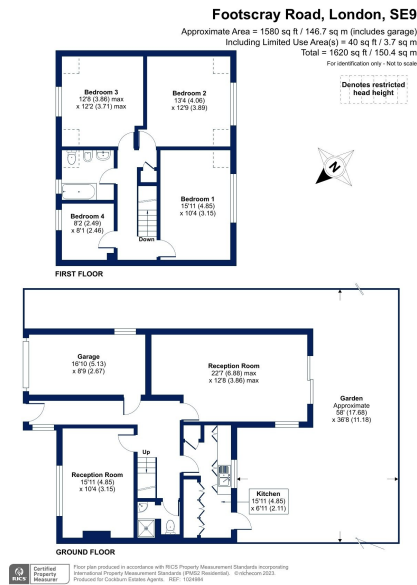 Footscray Road, London, SE9
Approximate Area = 1580 sq ft / 146.7 sq m (includes garage)
Including Limited Use Area(s) = 40 sq ft / 3.7 sq m
Total = 1620 sq ft / 150.4 sq m
For identification only - Not to scale
Denotes restricted
head height
N
Bedroom 3
12'8 (3.86) max
x 12'2 (3.71) max
Bedroom 2
13'4 (4.06)
x 12'9 (3.89)
Bedroom 1
15'11 (4.85)
x 10'4 (3.15)
Bedroom 4
8'2 (2.49)
x 8'1 (2.46)
Down
FIRST FLOOR
Garage
16'10 (5.13)
x 8'9 (2.67)
Reception Room
22'7 (6.88) max
x 12'8 (3.86) max
Garden
Approximate
58' (17.68)
x 36'8 (11.18)
Reception Room
15'11 (4.85)
x 10'4 (3.15)
Up
Kitchen
15'11 (4.85)
x 6'11 (2.11)
GROUND FLOOR
RICS
Certified
Property
Measurer
Floor plan produced in accordance with RICS Property Measurement Standards incorporating
International Property Measurement Standards (IPMS2 Residential). © nichecom 2023.
Produced for Cockburn Estates Agents. REF: 1024984